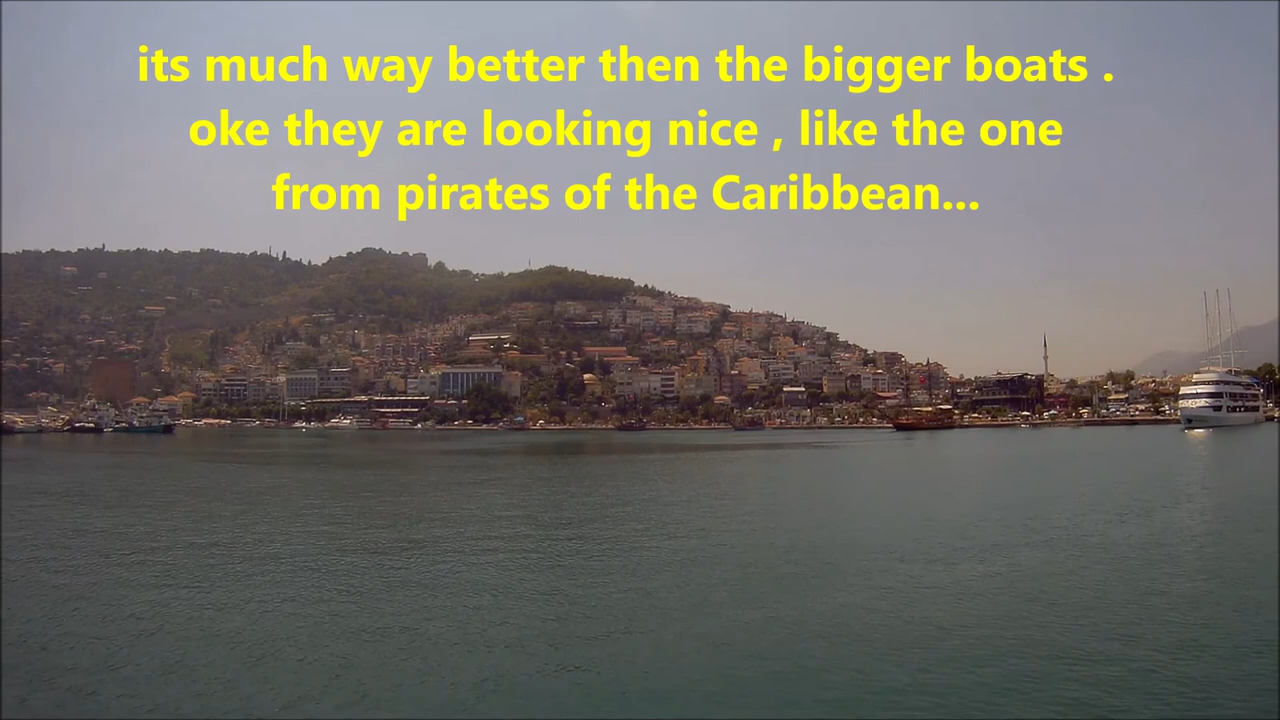 its much way better then the bigger boats .
oke they are looking nice , like the one
from pirates of the Caribbean...